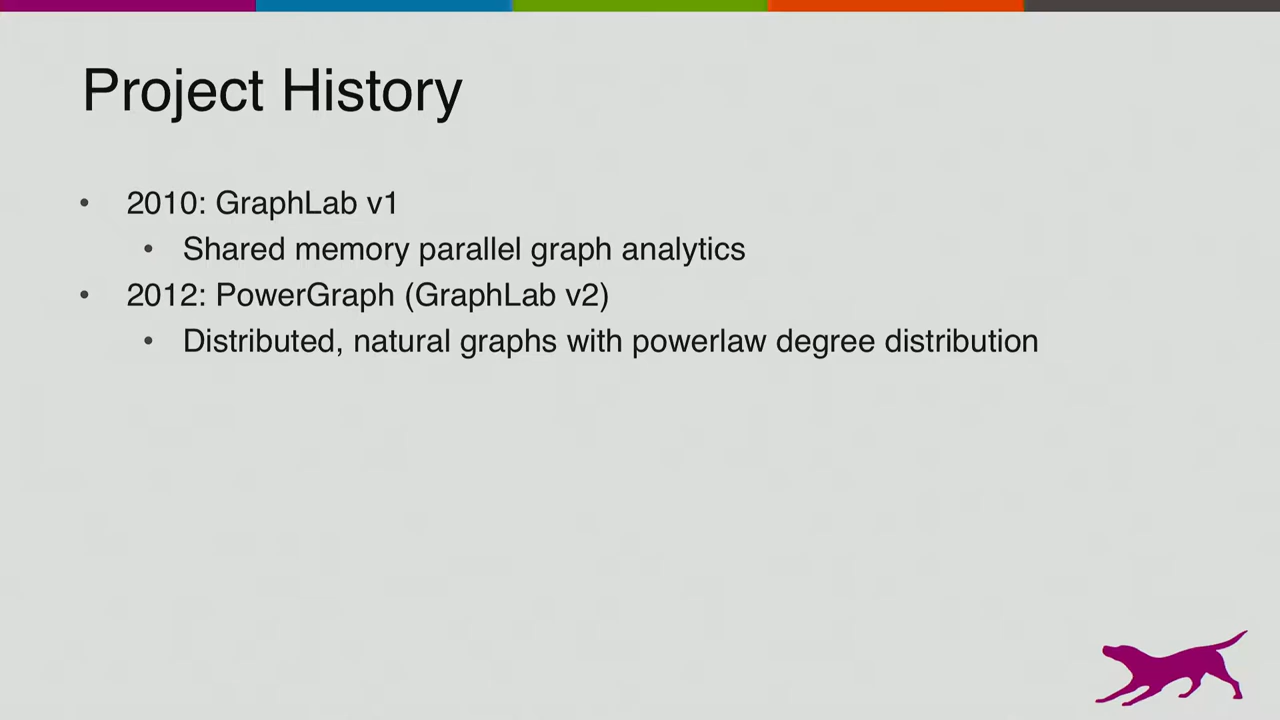 Project History
• 2010: GraphLab v1
• Shared memory parallel graph analytics
• 2012: PowerGraph (GraphLab v2)
• Distributed, natural graphs with powerlaw degree distribution